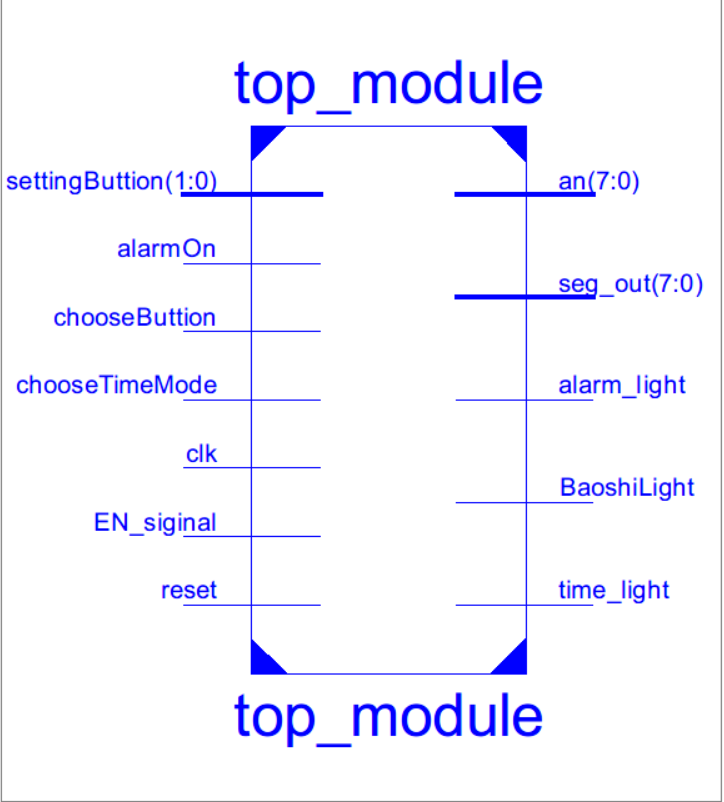 top_module
settingButtion(1:0)
an(7:0)
alarmOn
seg_out(7:0)
chooseButtion
chooseTimeMode
alarm_light
clk
BaoshiLight
EN_siginal
reset
time_light
top_module